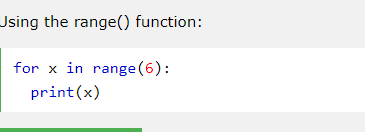 Using the range() function:
for x in range(6):
  print(x)